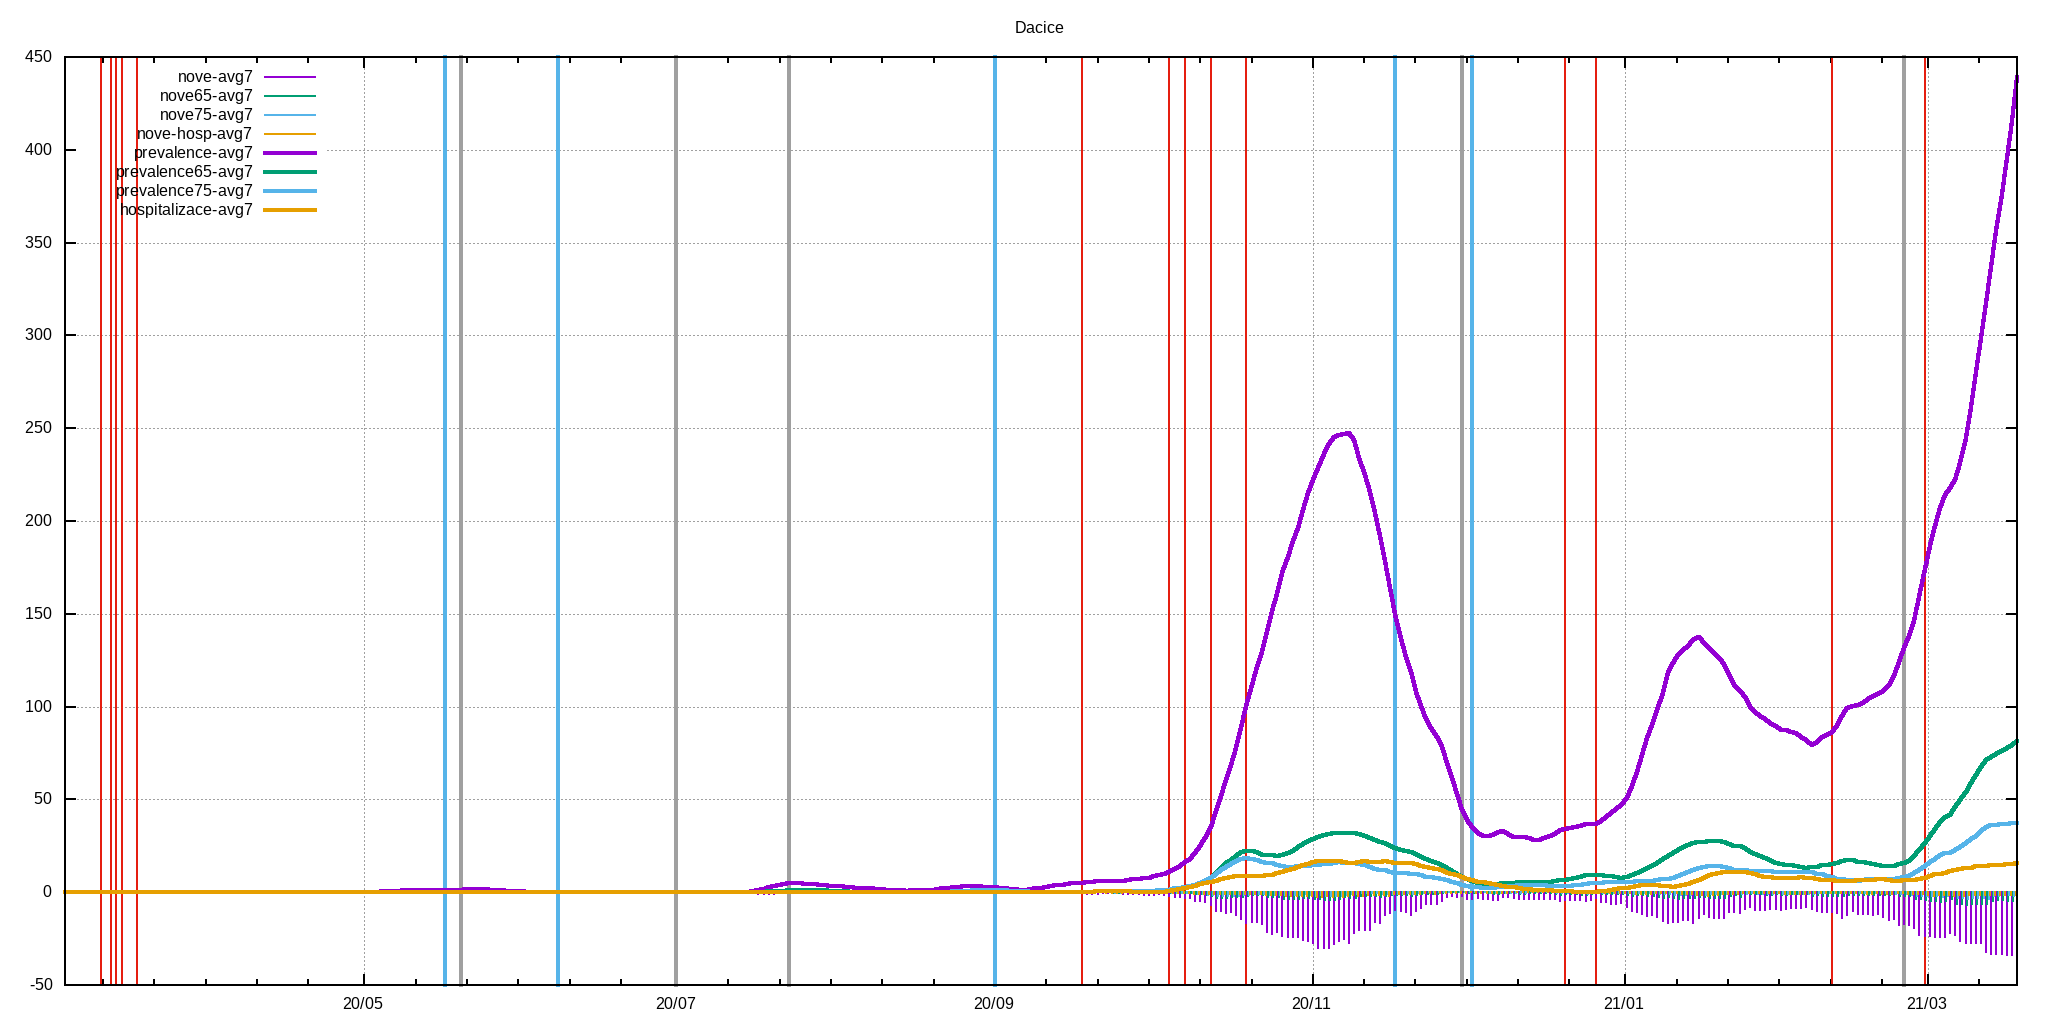 Dacice
450
400
350
300
250
200
150
100
50
0
-50
nove-avg7
nove65-avg7
nove75-avg7
nove-hosp-avg7
prevalence-avg7
prevalence65-avg7
prevalence75-avg7
hospitalizace-avg7
20/05 20/07 20/09 20/11 21/01 21/03